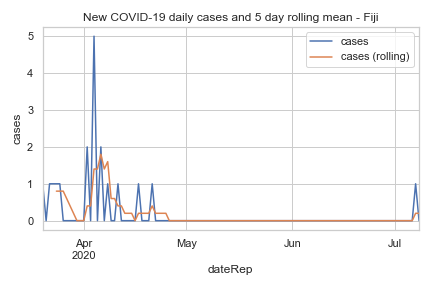 New COVID-19 daily cases and 5 day rolling mean - Fiji
cases
cases (rolling)
5
4
3
2
1
0
cases
Apr
2020
May
Jun
Jul
dateRep